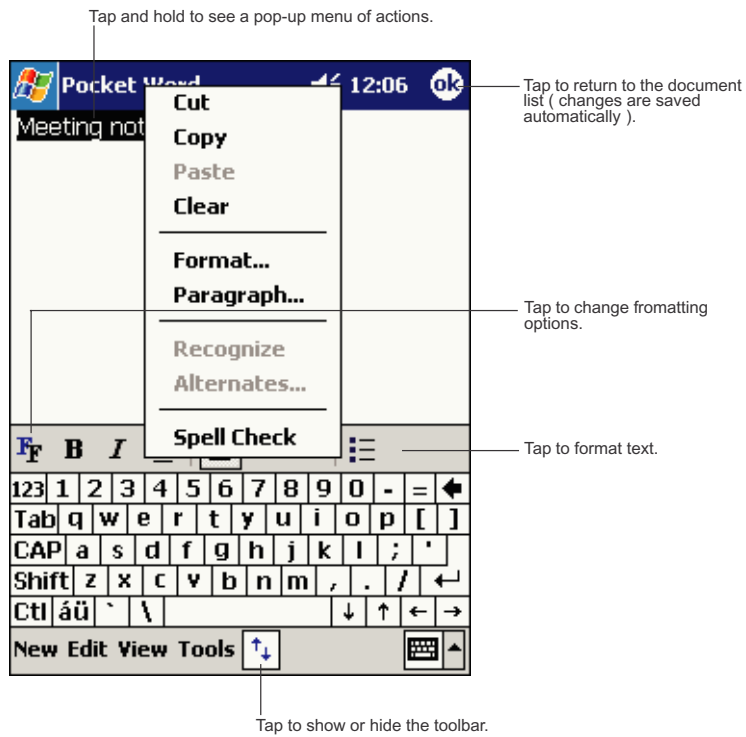 Tap and hold to see a pop-up menu of actions.
Pocket Word 12:06 ok
Tap to return to the document
list ( changes are saved
automatically ).
Meeting not
Cut
Copy
Paste
Clear
Format...
Paragraph...
Tap to change fromatting
options.
Recognize
Alternates...
Spell Check
FF B I
Tap to format text.
123 1 2 3 4 5 6 7 8 9 0 - =
Tab q w e r t y u i o p [ ]
CAP a s d f g h j k l ; '
Shift z x c v b n m , . /
Ctl áü ` \ ↓ ↑ ← →
New Edit View Tools
Tap to show or hide the toolbar.